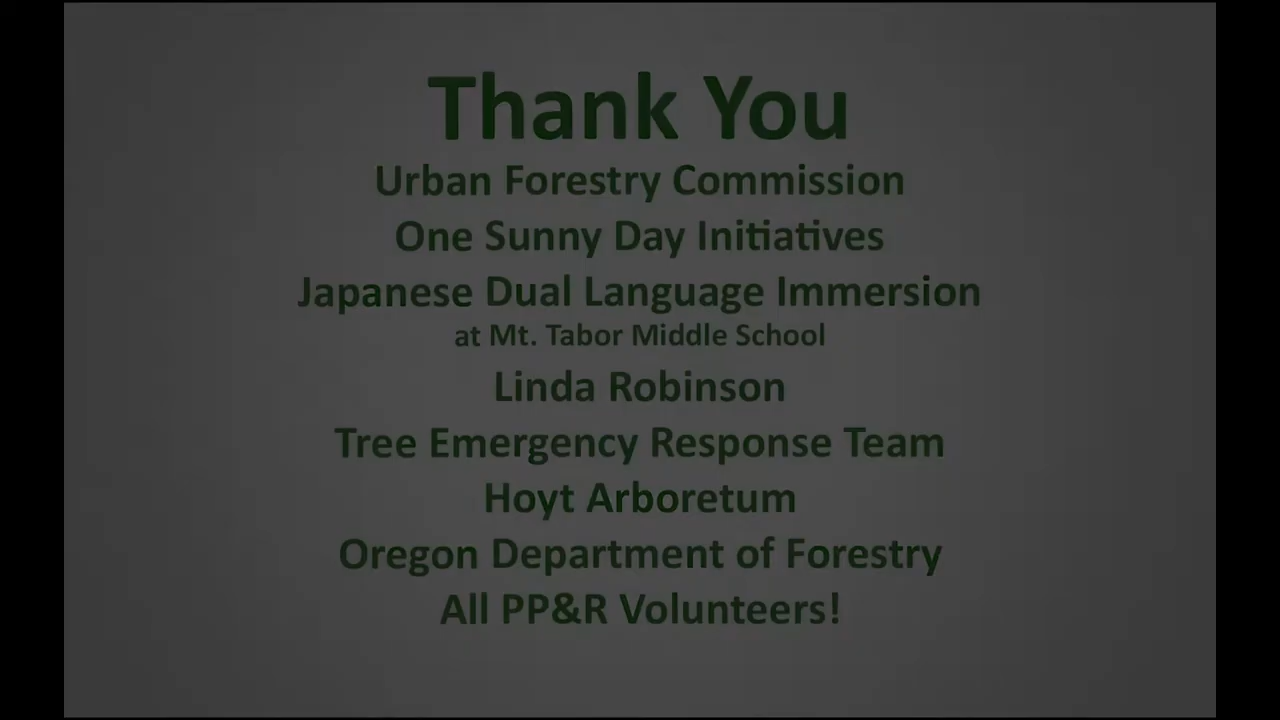 Thank You
Urban Forestry Commission
One Sunny Day Initiatives
Japanese Dual Language Immersion
at Mt. Tabor Middle School
Linda Robinson
Tree Emergency Response Team
Hoyt Arboretum
Oregon Department of Forestry
All PP&R Volunteers!